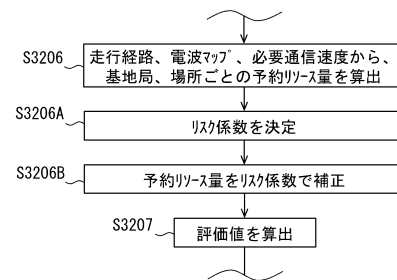 S3206
走行経路、電波ﾏｯﾌﾟ、必要通信速度から、
基地局、場所ごとの予約ﾘｿｰｽ量を算出
S3206A
ﾘｽｸ係数を決定
S3206B
予約ﾘｿｰｽ量をﾘｽｸ係数で補正
S3207
評価値を算出